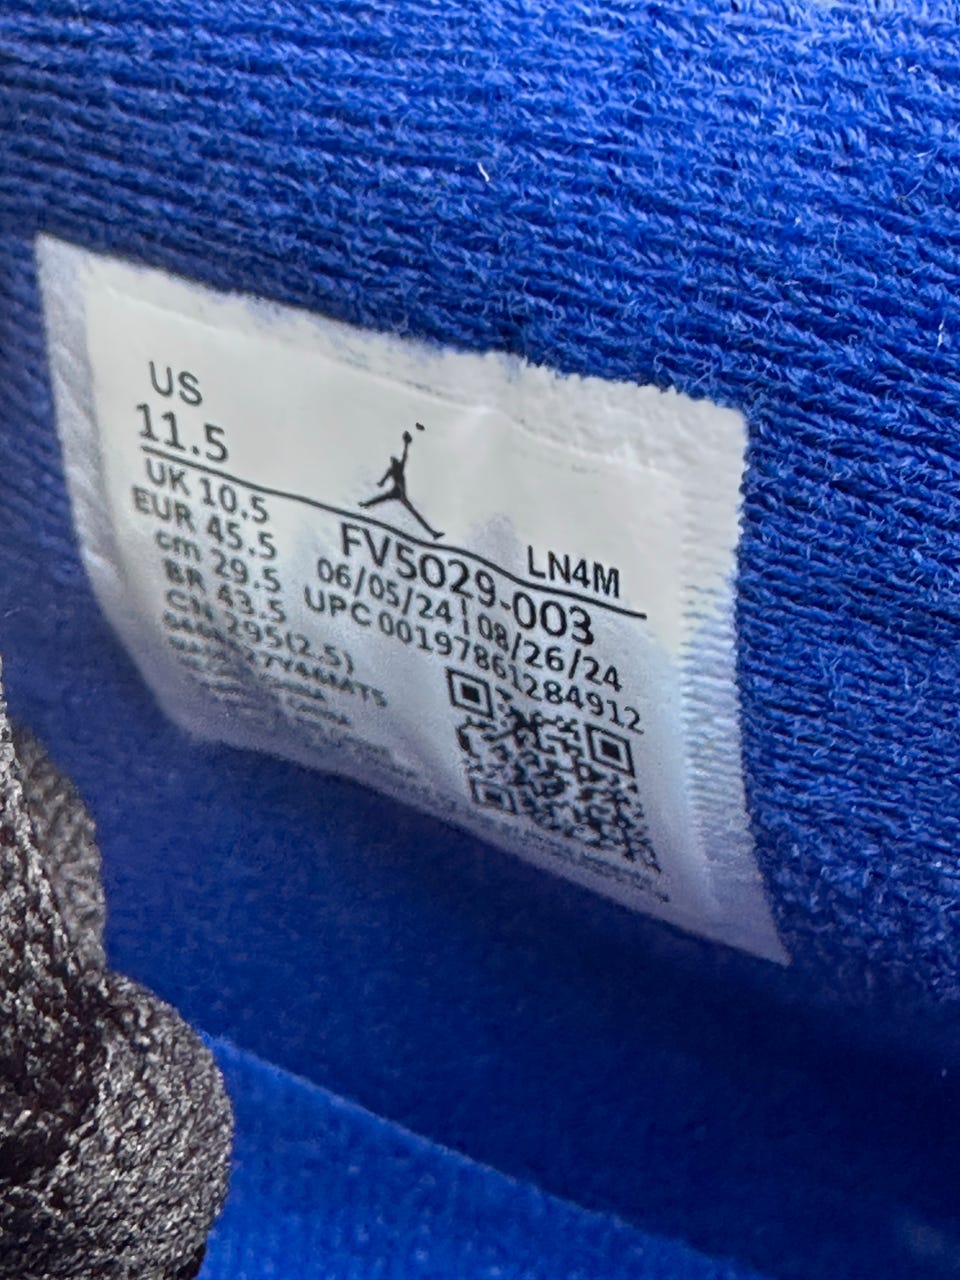 US
11.5
LN4M
UK 10.5
EUR 45.5
cm 29.5
BR 43.5
CN 295(2.5)
FV5029-003
06/05/24 | 08/26/24
UPC 00197861284912